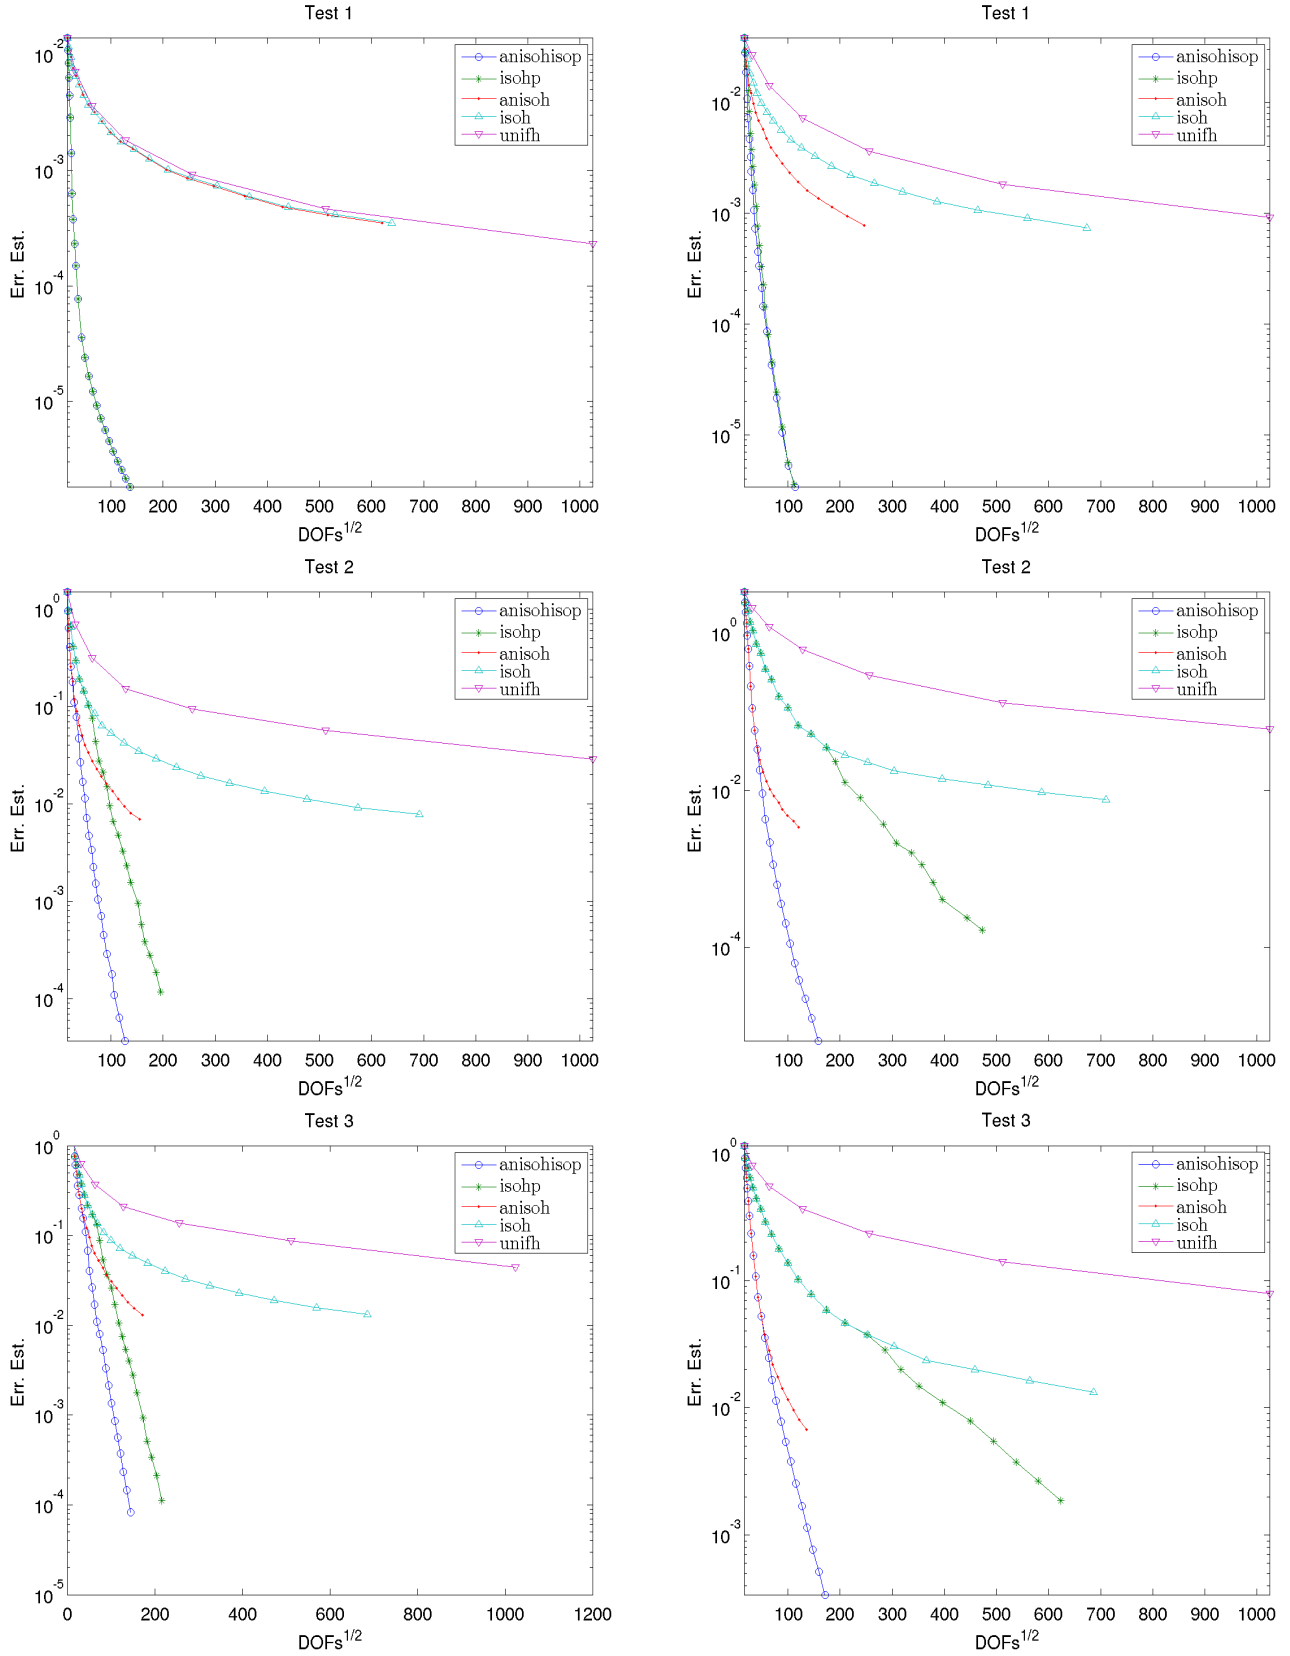 Test 1
10^-2
10^-3
10^-4
10^-5
Err. Est.
100 200 300 400 500 600 700 800 900 1000
DOFs^1/2
anisohisop
isohp
anisoh
isoh
unifh
Test 1
10^-2
10^-3
10^-4
10^-5
Err. Est.
100 200 300 400 500 600 700 800 900 1000
DOFs^1/2
anisohisop
isohp
anisoh
isoh
unifh
Test 2
10^0
10^-1
10^-2
10^-3
10^-4
Err. Est.
100 200 300 400 500 600 700 800 900 1000
DOFs^1/2
anisohisop
isohp
anisoh
isoh
unifh
Test 2
10^0
10^-2
10^-4
Err. Est.
100 200 300 400 500 600 700 800 900 1000
DOFs^1/2
anisohisop
isohp
anisoh
isoh
unifh
Test 3
10^0
10^-1
10^-2
10^-3
10^-4
10^-5
Err. Est.
0 200 400 600 800 1000 1200
DOFs^1/2
anisohisop
isohp
anisoh
isoh
unifh
Test 3
10^0
10^-1
10^-2
10^-3
Err. Est.
100 200 300 400 500 600 700 800 900 1000
DOFs^1/2
anisohisop
isohp
anisoh
isoh
unifh